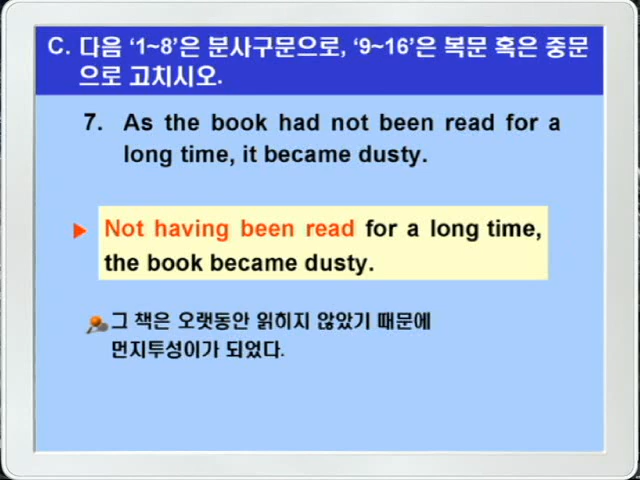 C. 다음 ‘1~8’은 분사구문으로, ‘9~16’은 복문 혹은 중문
으로 고치시오.
7. As the book had not been read for a
long time, it became dusty.
Not having been read for a long time,
the book became dusty.
그 책은 오랫동안 읽히지 않았기 때문에
먼지투성이가 되었다.